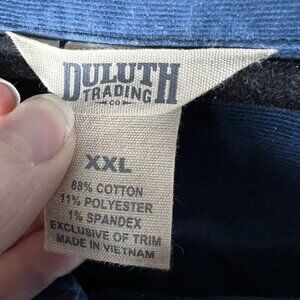 DULUTH
TRADING
CO
XXL
88% COTTON
11% POLYESTER
1% SPANDEX
EXCLUSIVE OF TRIM
MADE IN VIETNAM